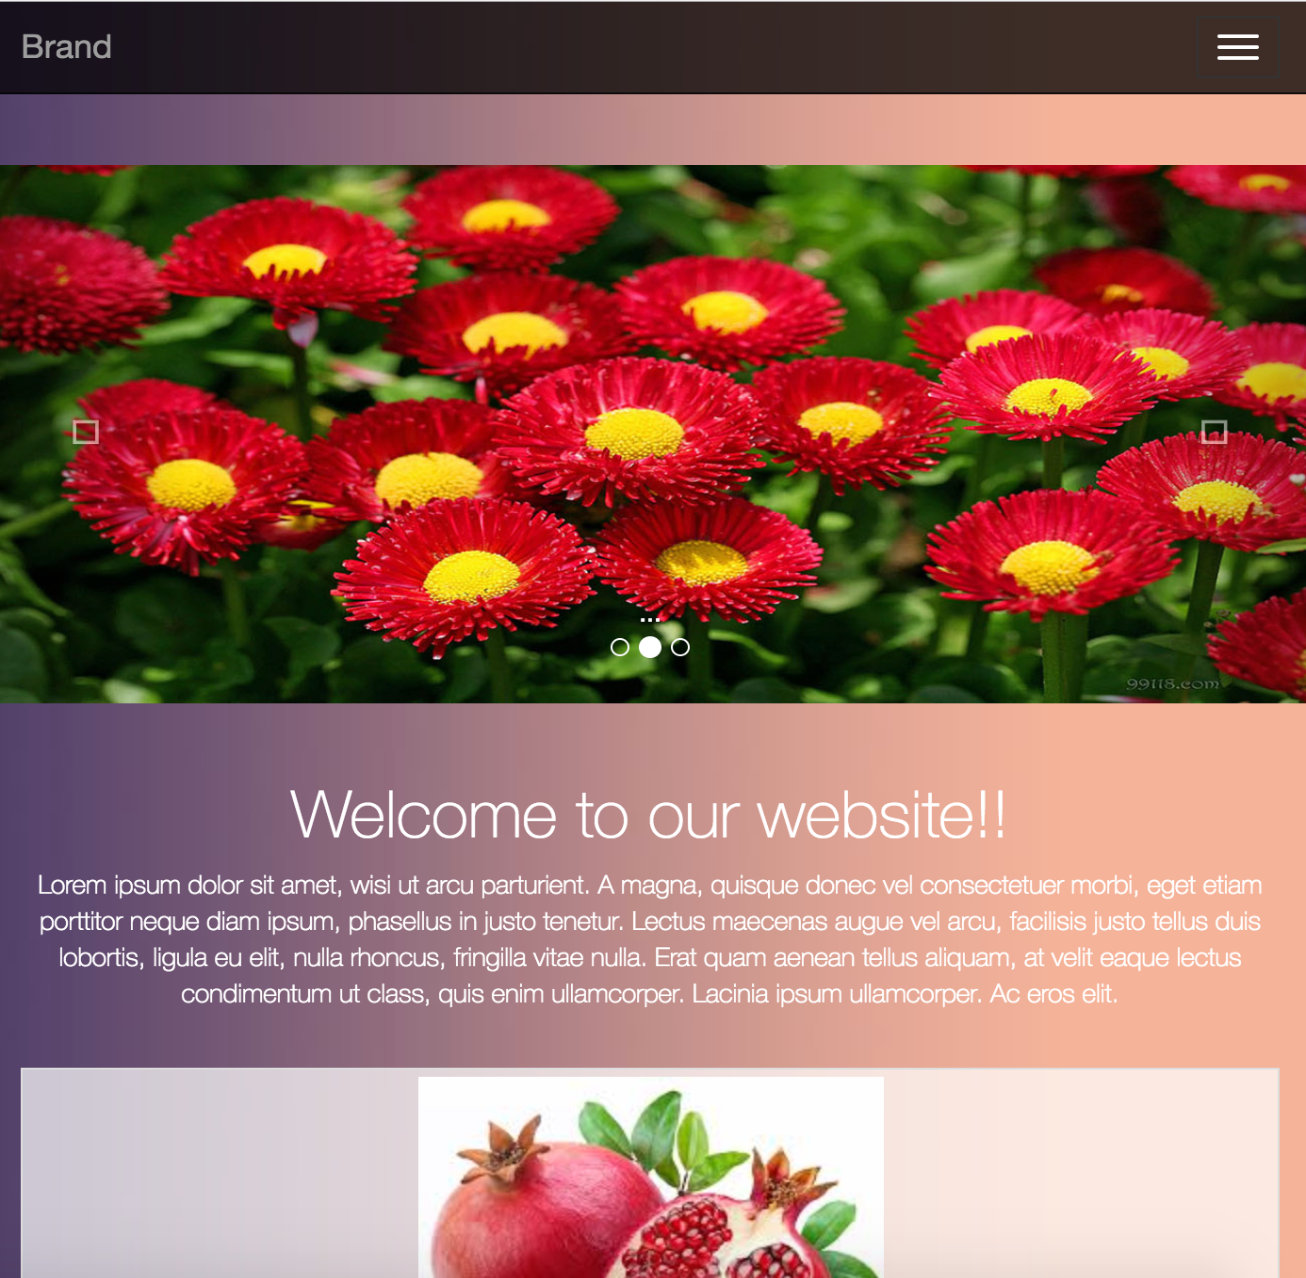 Brand
...
99118.com
Welcome to our website!!
Lorem ipsum dolor sit amet, wisi ut arcu parturient. A magna, quisque donec vel consectetuer morbi, eget etiam
porttitor neque diam ipsum, phasellus in justo tenetur. Lectus maecenas augue vel arcu, facilisis justo tellus duis
lobortis, ligula eu elit, nulla rhoncus, fringilla vitae nulla. Erat quam aenean tellus aliquam, at velit eaque lectus
condimentum ut class, quis enim ullamcorper. Lacinia ipsum ullamcorper. Ac eros elit.